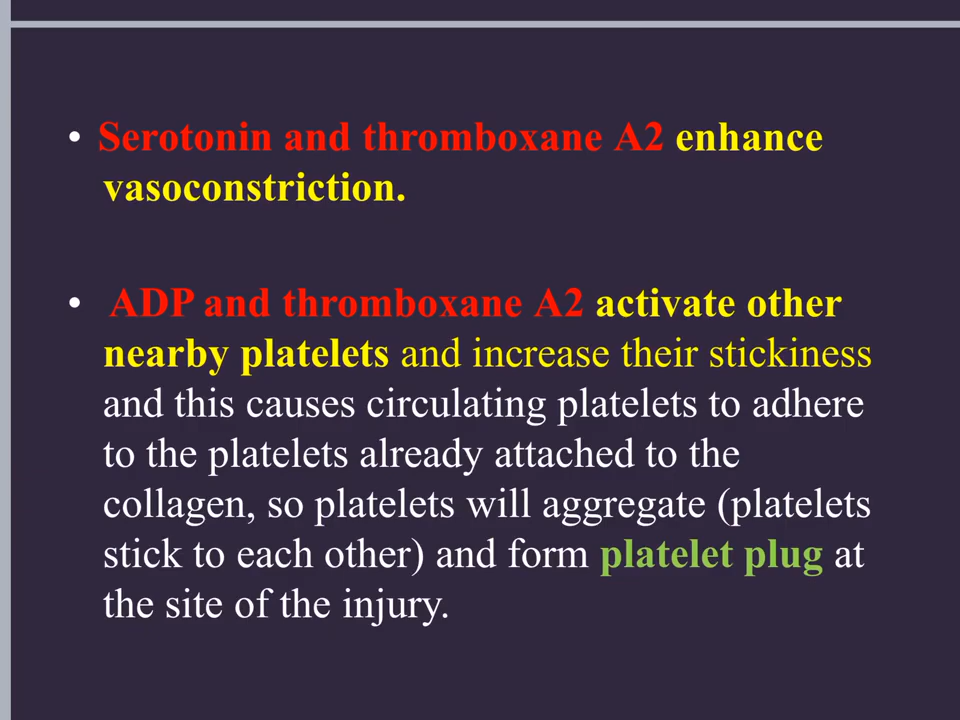 • Serotonin and thromboxane A2 enhance
vasoconstriction.
• ADP and thromboxane A2 activate other
nearby platelets and increase their stickiness
and this causes circulating platelets to adhere
to the platelets already attached to the
collagen, so platelets will aggregate (platelets
stick to each other) and form platelet plug at
the site of the injury.